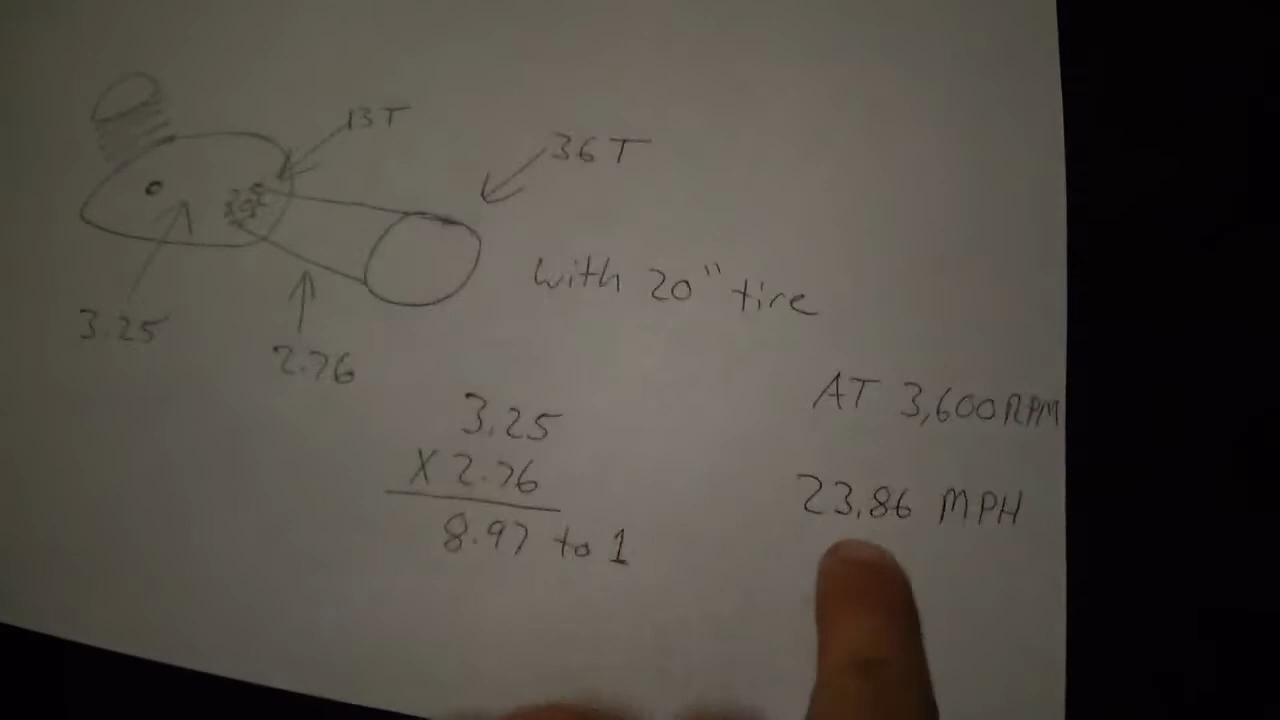 13T
36T
with 20" tire
3.25
2.76
3.25
X 2.76
8.97 to 1
AT 3,600 RPM
23.86 MPH